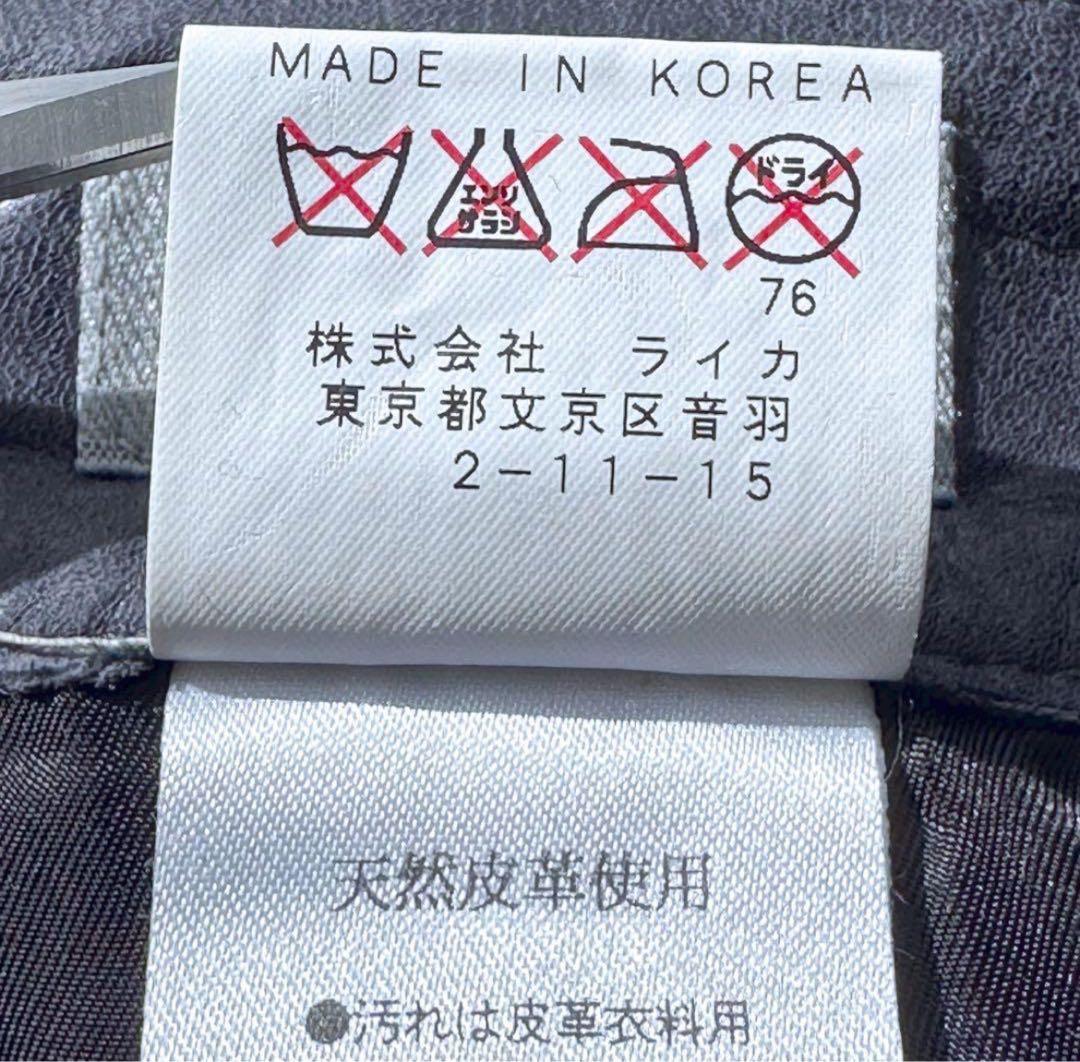 MADE IN KOREA
エンソ サラシ
ドライ
76
株式会社 ライカ
東京都文京区音羽
2-11-15
天然皮革使用
●汚れは皮革衣料用